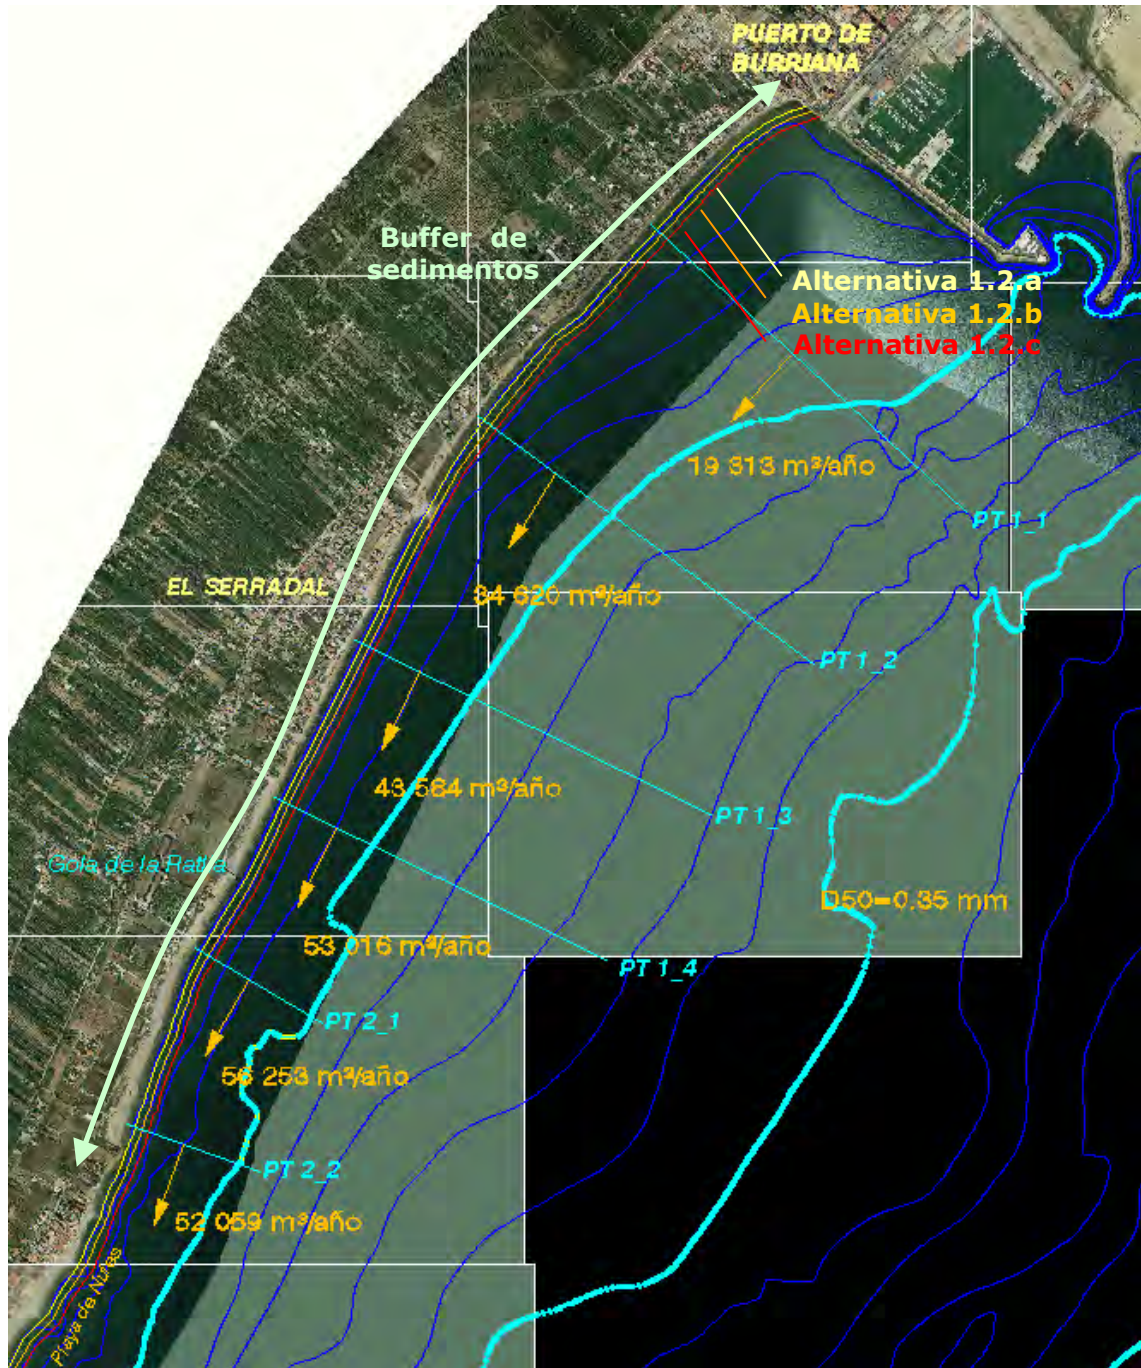 PUERTO DE
BURRIANA
Buffer de
sedimentos
Alternativa 1.2.a
Alternativa 1.2.b
Alternativa 1.2.c
19 313 m³/año
PT 1_1
EL SERRADAL
34 620 m³/año
PT 1_2
43 584 m³/año
PT 1_3
Gola de la Ratlla
D50=0.35 mm
53 016 m³/año
PT 1_4
PT 2_1
56 253 m³/año
PT 2_2
52 059 m³/año
Playa de Nules